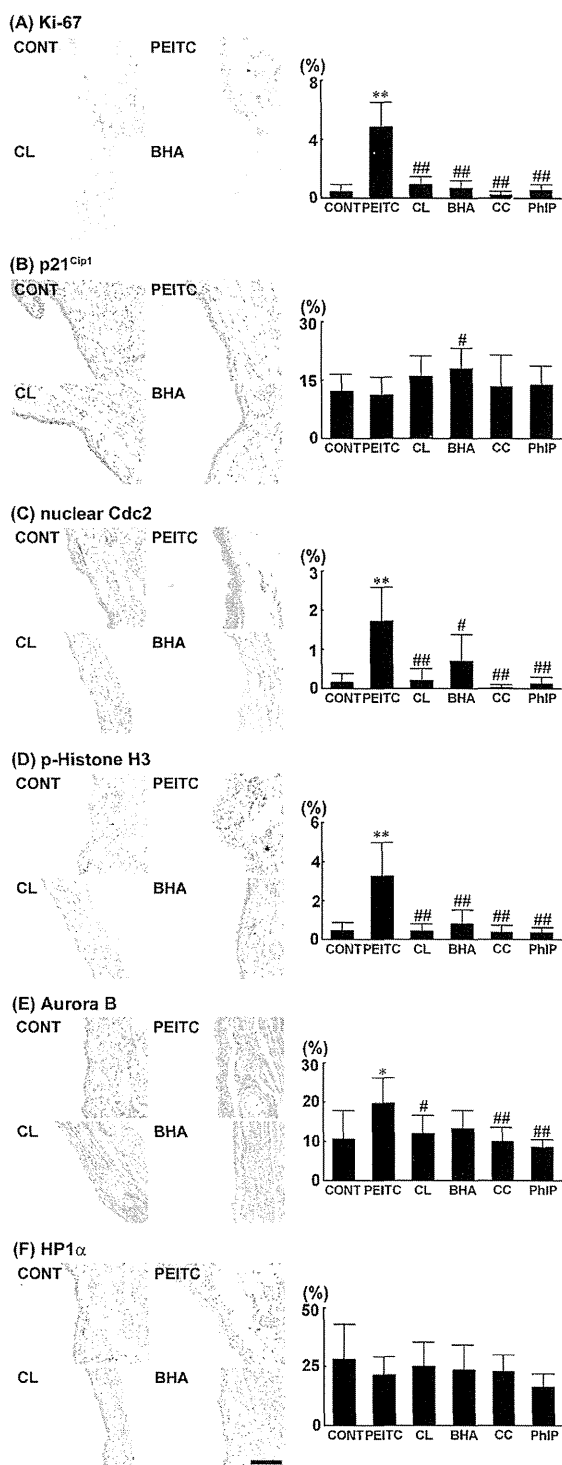 (A) Ki-67
CONT PEITC
CL BHA
(%)
8
4
0
** ## ## ## ##
CONT PEITC CL BHA CC PhIP
(B) p21Cip1
CONT PEITC
CL BHA
(%)
30
15
0
#
CONT PEITC CL BHA CC PhIP
(C) nuclear Cdc2
CONT PEITC
CL BHA
(%)
3
2
1
0
** ## # ## ##
CONT PEITC CL BHA CC PhIP
(D) p-Histone H3
CONT PEITC
CL BHA
(%)
6
4
2
0
** ## ## ## ##
CONT PEITC CL BHA CC PhIP
(E) Aurora B
CONT PEITC
CL BHA
(%)
30
20
10
0
* # ## ##
CONT PEITC CL BHA CC PhIP
(F) HP1α
CONT PEITC
CL BHA
(%)
50
25
0
CONT PEITC CL BHA CC PhIP